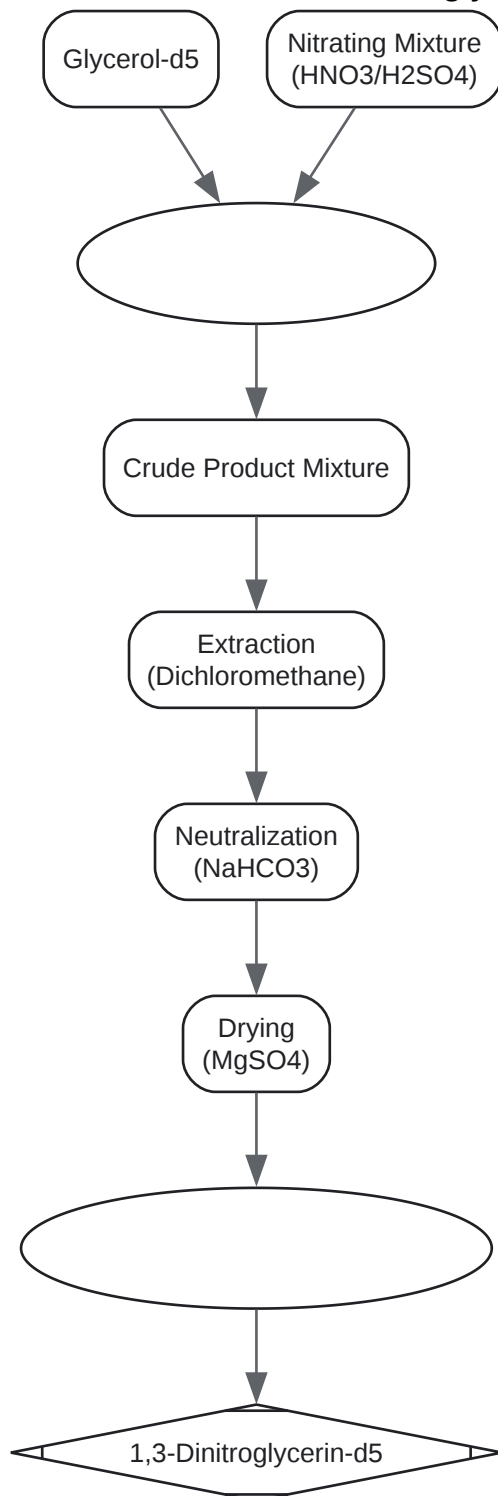 Glycerol-d5
Nitrating Mixture
(HNO3/H2SO4)
Crude Product Mixture
Extraction
(Dichloromethane)
Neutralization
(NaHCO3)
Drying
(MgSO4)
1,3-Dinitroglycerin-d5